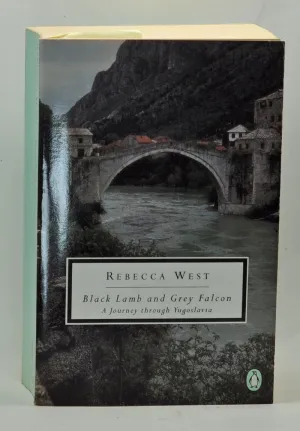 REBECCA WEST
Black Lamb and Grey Falcon
A Journey through Yugoslavia